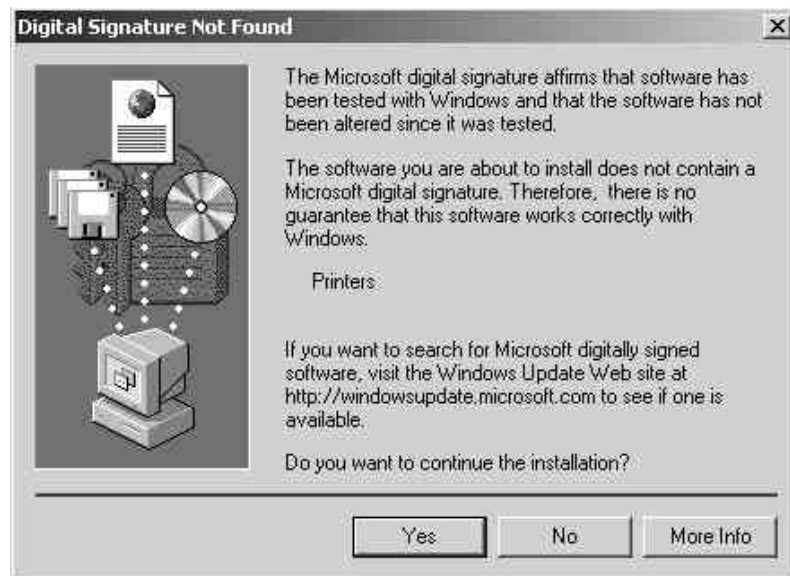 Digital Signature Not Found
The Microsoft digital signature affirms that software has
been tested with Windows and that the software has not
been altered since it was tested.
The software you are about to install does not contain a
Microsoft digital signature. Therefore,  there is no
guarantee that this software works correctly with
Windows.
Printers
If you want to search for Microsoft digitally signed
software, visit the Windows Update Web site at
http://windowsupdate.microsoft.com to see if one is
available.
Do you want to continue the installation?
Yes
No
More Info